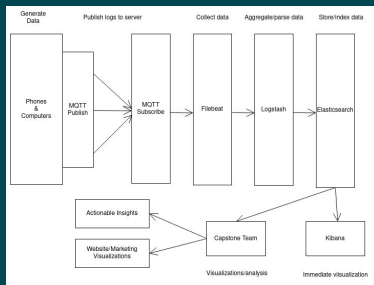 Generate
Data
Publish logs to server
Collect data
Aggregate/parse data
Store/index data
Phones
&
Computers
MQTT
Publish
MQTT
Subscribe
Filebeat
Logstash
Elasticsearch
Actionable Insights
Website/Marketing
Visualizations
Capstone Team
Kibana
Visualizations/analysis
Immediate visualization